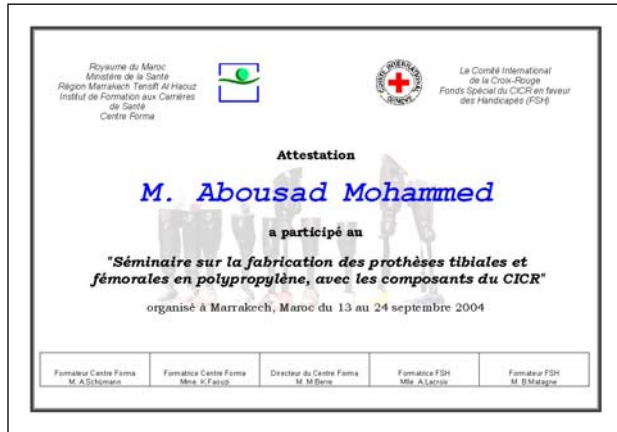 Royaume du Maroc
Ministère de la Santé
Région Marrakech Tensift Al Haouz
Institut de Formation aux Carrières
de Santé
Centre Forma
COMITE INTERNATIONAL
GENEVE
Le Comité International
de la Croix-Rouge
Fonds Spécial du CICR en faveur
des Handicapés (FSH)
Attestation
M. Abousad Mohammed
a participé au
"Séminaire sur la fabrication des prothèses tibiales et
fémorales en polypropylène, avec les composants du CICR"
organisé à Marrakech, Maroc du 13 au 24 septembre 2004
Formateur Centre Forma
M. A.Schümann
Formatrice Centre Forma
Mme. K.Faouzi
Directeur du Centre Forma
M. M.Berre
Formatrice FSH
Mlle. A.Lacroix
Formateur FSH
M. B.Matagne